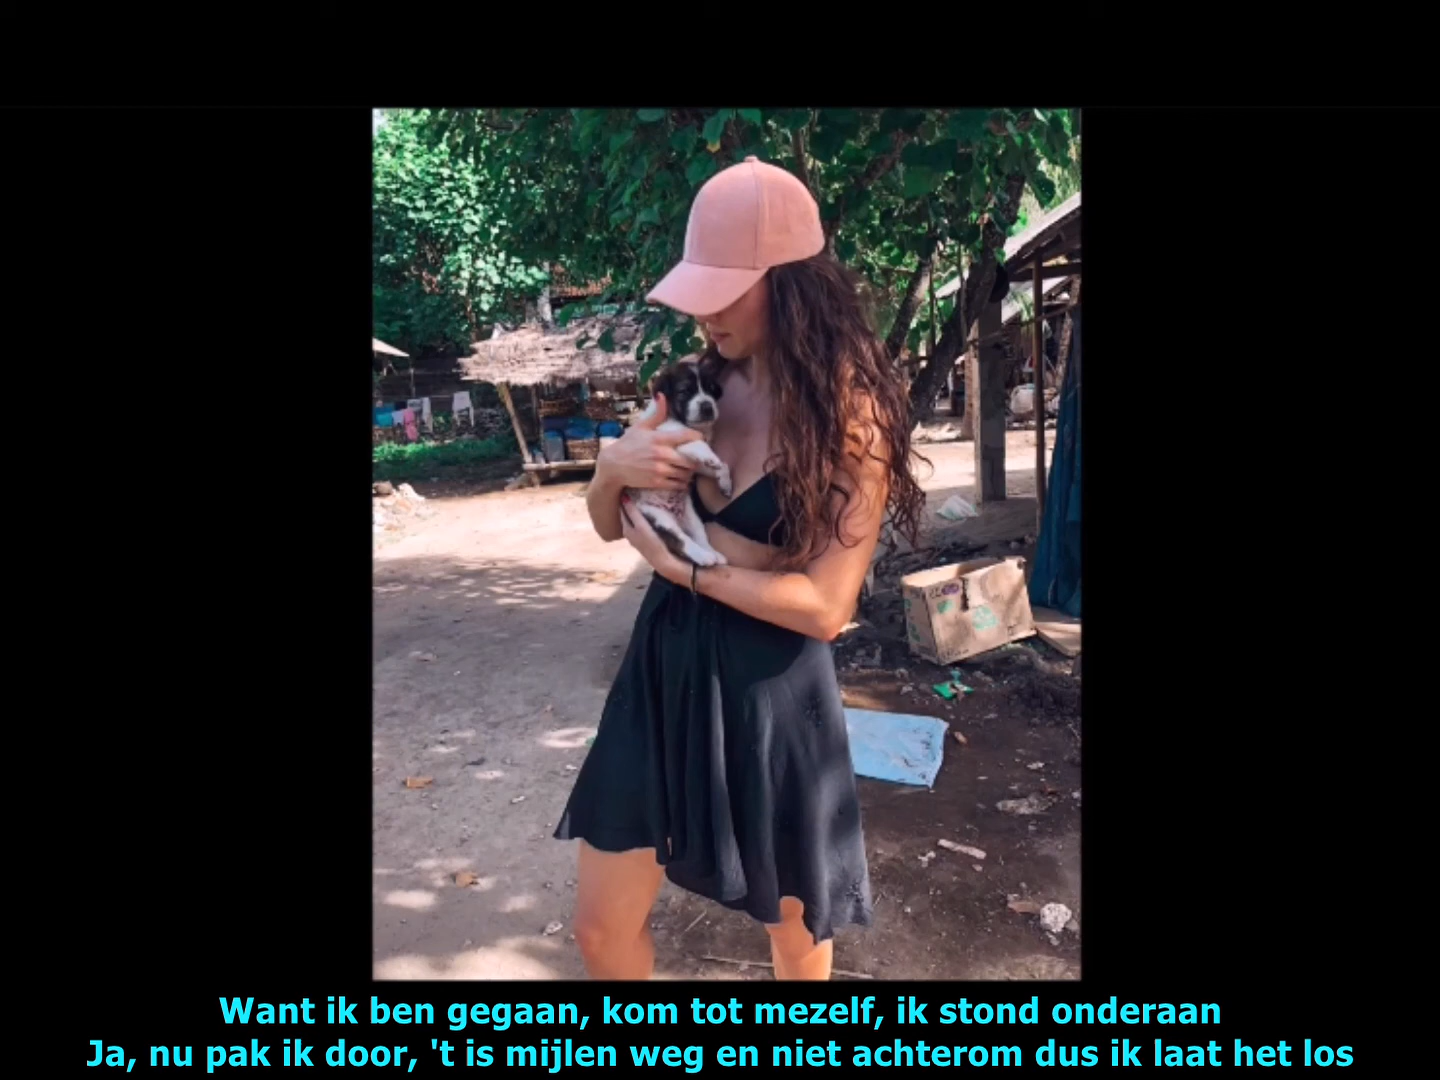 Want ik ben gegaan, kom tot mezelf, ik stond onderaan
Ja, nu pak ik door, 't is mijlen weg en niet achterom dus ik laat het los